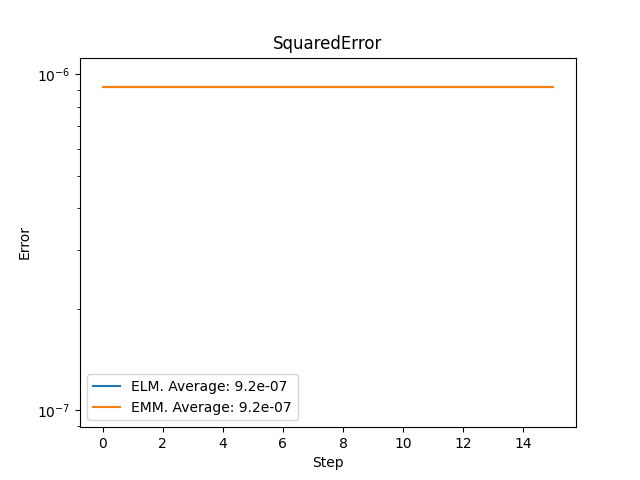 SquaredError
10⁻⁶
Error
ELM. Average: 9.2e-07
EMM. Average: 9.2e-07
10⁻⁷
0 2 4 6 8 10 12 14
Step